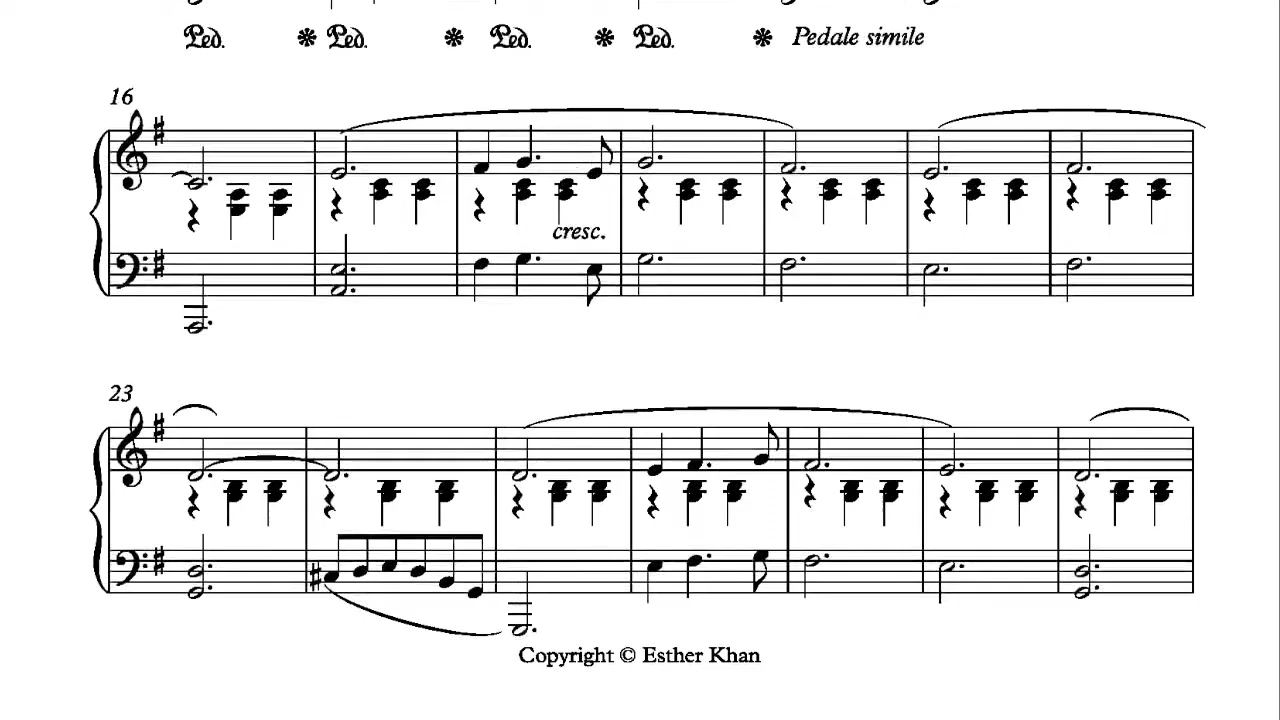 Ped. * Ped. * Ped. * Ped. * Pedale simile
16
cresc.
23
Copyright © Esther Khan